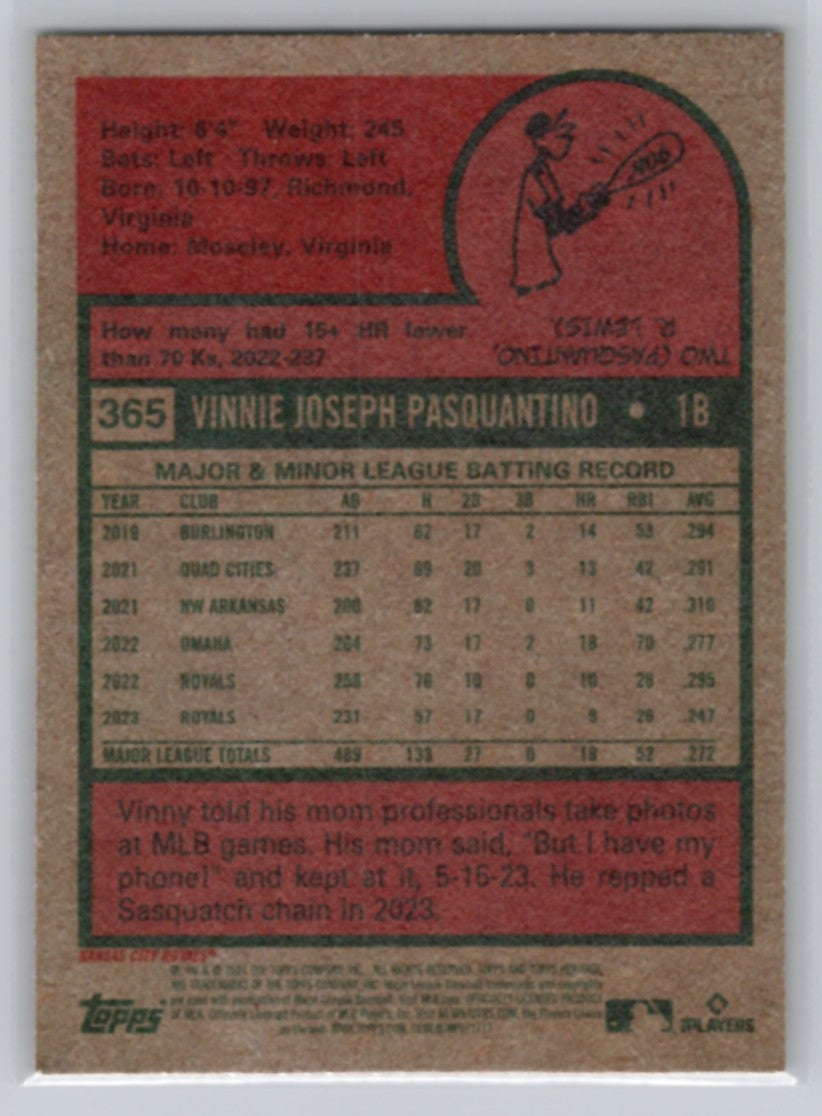 Height: 6'4" Weight: 245
Bats: Left Throws: Left
Born: 10-10-97, Richmond,
Virginia
Home: Moseley, Virginia
.406
How many had 15+ HR fewer
than 70 Ks, 2022-23?
TWO (PASQUANTINO,
R. LEWIS).
365 VINNIE JOSEPH PASQUANTINO • 1B
MAJOR & MINOR LEAGUE BATTING RECORD
YEAR CLUB AB H 2B 3B HR RBI AVG
2019 BURLINGTON 211 62 17 2 14 53 .294
2021 QUAD CITIES 237 69 20 3 13 42 .291
2021 NW ARKANSAS 200 62 17 0 11 42 .310
2022 OMAHA 264 73 17 2 18 70 .277
2022 ROYALS 258 76 10 0 10 26 .295
2023 ROYALS 231 57 17 0 9 26 .247
MAJOR LEAGUE TOTALS 489 133 27 0 19 52 .272
Vinny told his mom professionals take photos
at MLB games. His mom said, "But I have my
phone!" and kept at it, 5-15-23. He repped a
Sasquatch chain in 2023.
KANSAS CITY ROYALS™
topps
PLAYERS